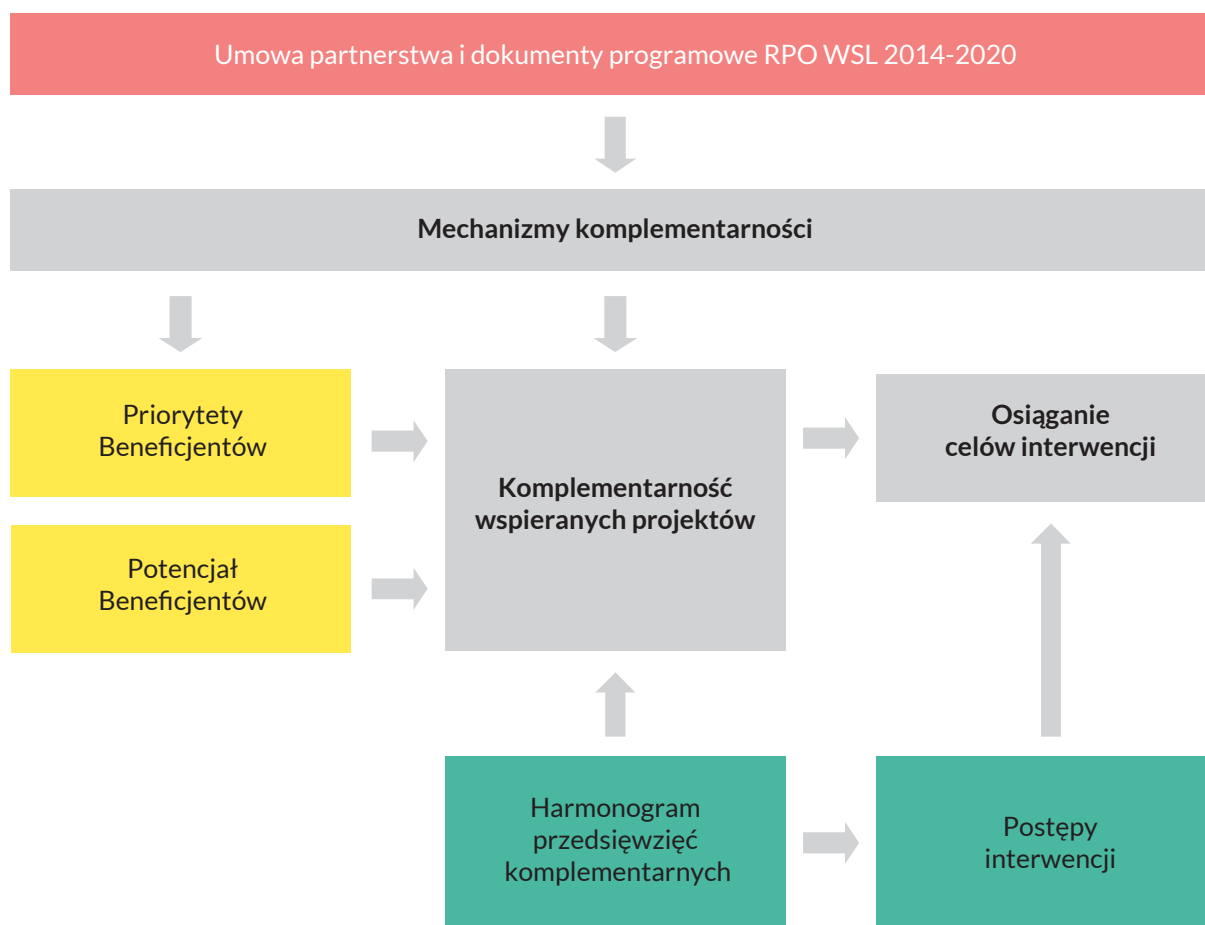 Umowa partnerstwa i dokumenty programowe RPO WSL 2014-2020
Mechanizmy komplementarności
Priorytety
Beneficjentów
Potencjał
Beneficjentów
Komplementarność
wspieranych projektów
Osiąganie
celów interwencji
Harmonogram
przedsięwzięć
komplementarnych
Postępy
interwencji